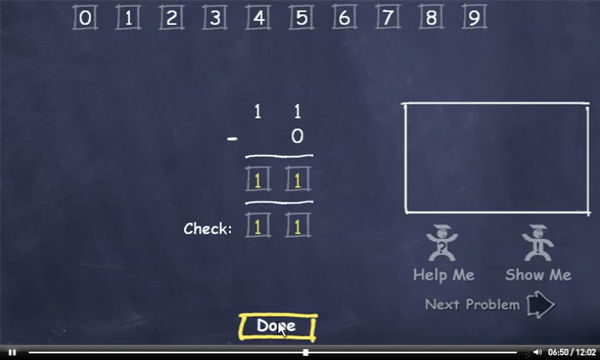 0 1 2 3 4 5 6 7 8 9
1 1
- 0
1 1
Check: 1 1
Help Me Show Me
Next Problem
Done
06:50 / 12:02